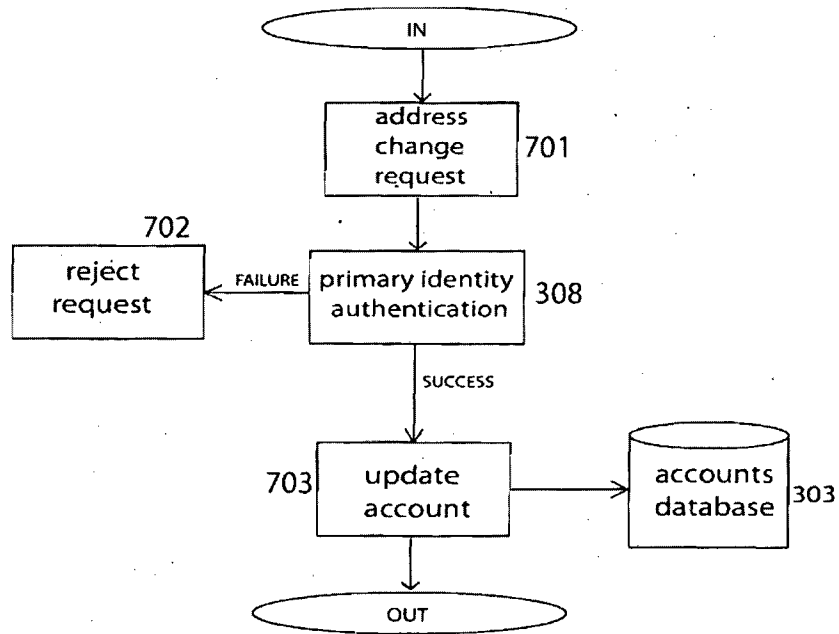 IN
address
change
request
701
702
reject
request
FAILURE
primary identity
authentication
308
SUCCESS
703
update
account
accounts
database
303
OUT